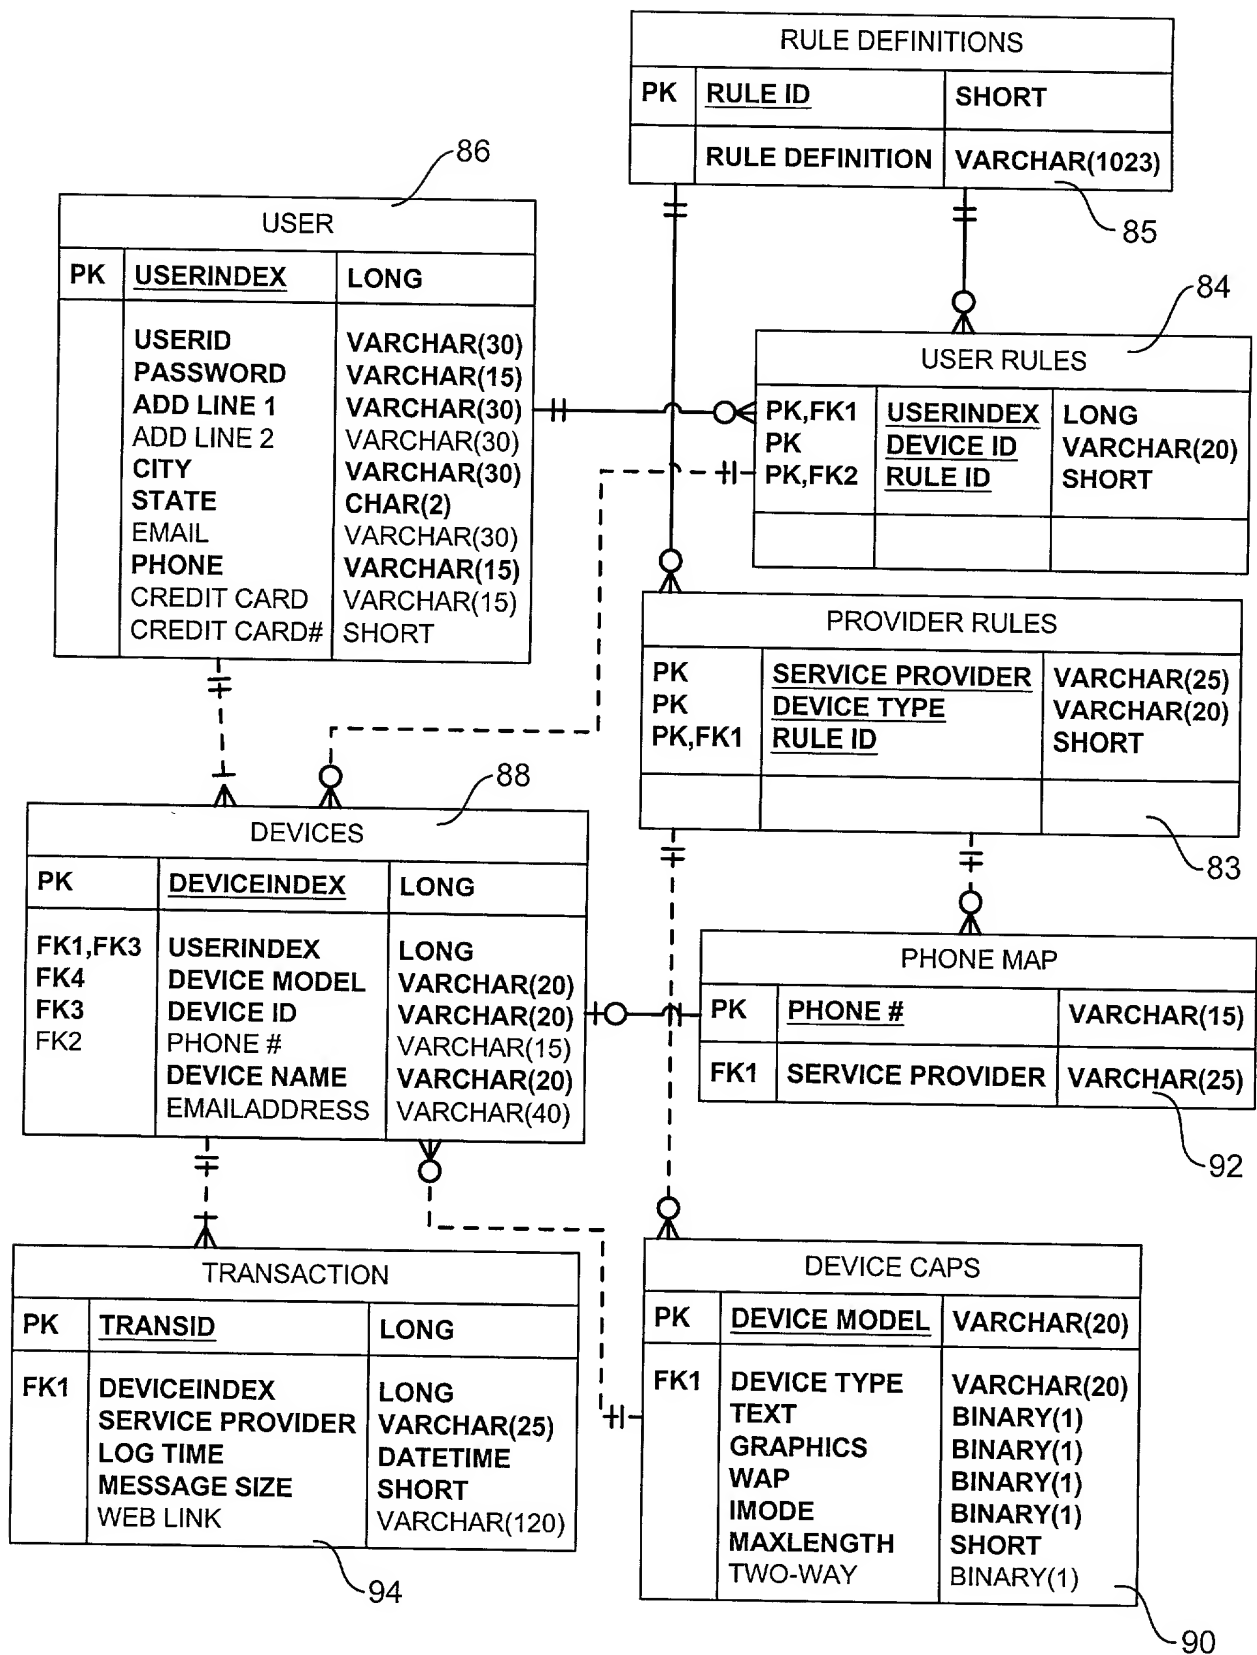 RULE DEFINITIONS
PK RULE ID SHORT
RULE DEFINITION VARCHAR(1023)
85
86
USER
PK USERINDEX LONG
USERID VARCHAR(30)
PASSWORD VARCHAR(15)
ADD LINE 1 VARCHAR(30)
ADD LINE 2 VARCHAR(30)
CITY VARCHAR(30)
STATE CHAR(2)
EMAIL VARCHAR(30)
PHONE VARCHAR(15)
CREDIT CARD VARCHAR(15)
CREDIT CARD# SHORT
84
USER RULES
PK,FK1 USERINDEX LONG
PK DEVICE ID VARCHAR(20)
PK,FK2 RULE ID SHORT
PROVIDER RULES
PK SERVICE PROVIDER VARCHAR(25)
PK DEVICE TYPE VARCHAR(20)
PK,FK1 RULE ID SHORT
83
88
DEVICES
PK DEVICEINDEX LONG
FK1,FK3 USERINDEX LONG
FK4 DEVICE MODEL VARCHAR(20)
FK3 DEVICE ID VARCHAR(20)
FK2 PHONE # VARCHAR(15)
DEVICE NAME VARCHAR(20)
EMAILADDRESS VARCHAR(40)
PHONE MAP
PK PHONE # VARCHAR(15)
FK1 SERVICE PROVIDER VARCHAR(25)
92
TRANSACTION
PK TRANSID LONG
FK1 DEVICEINDEX LONG
SERVICE PROVIDER VARCHAR(25)
LOG TIME DATETIME
MESSAGE SIZE SHORT
WEB LINK VARCHAR(120)
94
DEVICE CAPS
PK DEVICE MODEL VARCHAR(20)
FK1 DEVICE TYPE VARCHAR(20)
TEXT BINARY(1)
GRAPHICS BINARY(1)
WAP BINARY(1)
IMODE BINARY(1)
MAXLENGTH SHORT
TWO-WAY BINARY(1)
90